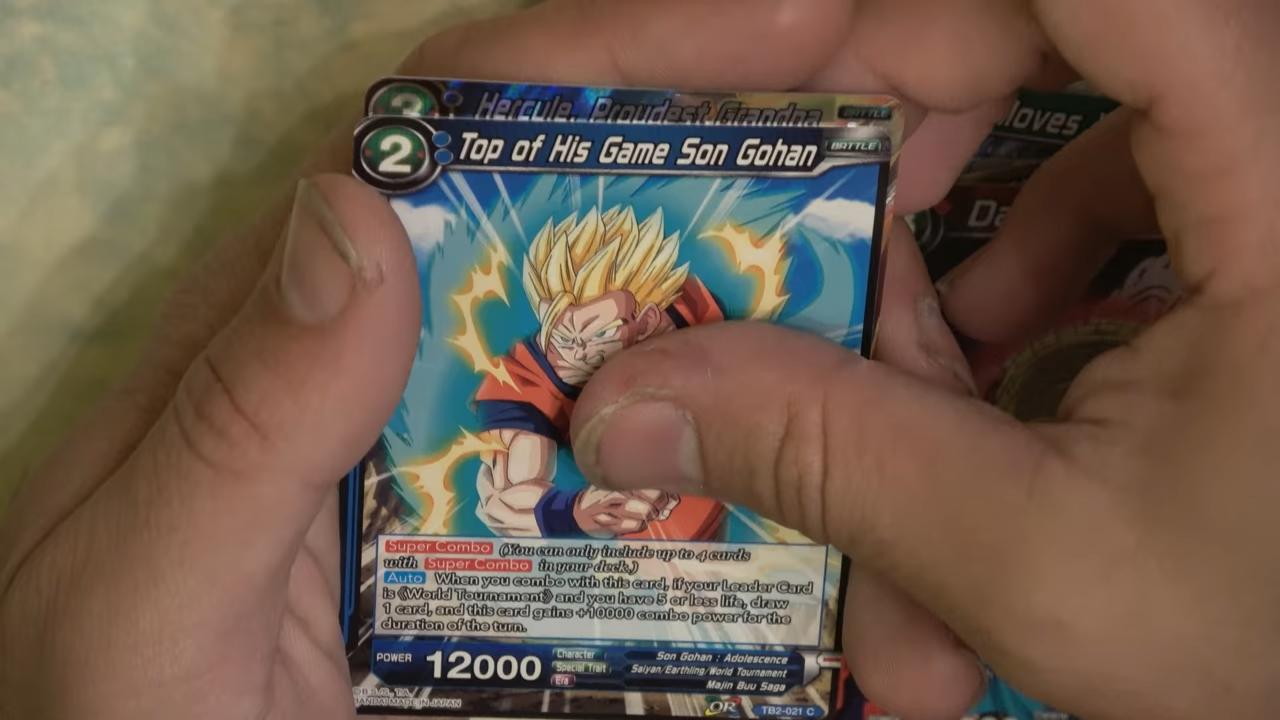 3 Hercule, Proudest Grandpa BATTLE
2 Top of His Game Son Gohan BATTLE
Super Combo (You can only include up to 4 cards
with Super Combo in your deck.)
Auto When you combo with this card, if your Leader Card
is 《World Tournament》 and you have 5 or less life, draw
1 card, and this card gains +10000 combo power for the
duration of the turn.
POWER 12000
Character Son Gohan : Adolescence
Special Trait Saiyan/Earthling/World Tournament
Era Majin Buu Saga
BANDAI MADE IN JAPAN
QR TB2-021 C